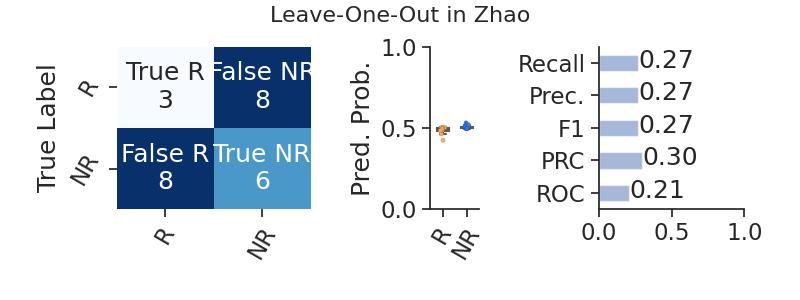 Leave-One-Out in Zhao
True Label
R
NR
True R
3
False NR
8
False R
8
True NR
6
R
NR
Pred. Prob.
1.0
0.5
0.0
R
NR
Recall
0.27
Prec.
0.27
F1
0.27
PRC
0.30
ROC
0.21
0.0
0.5
1.0